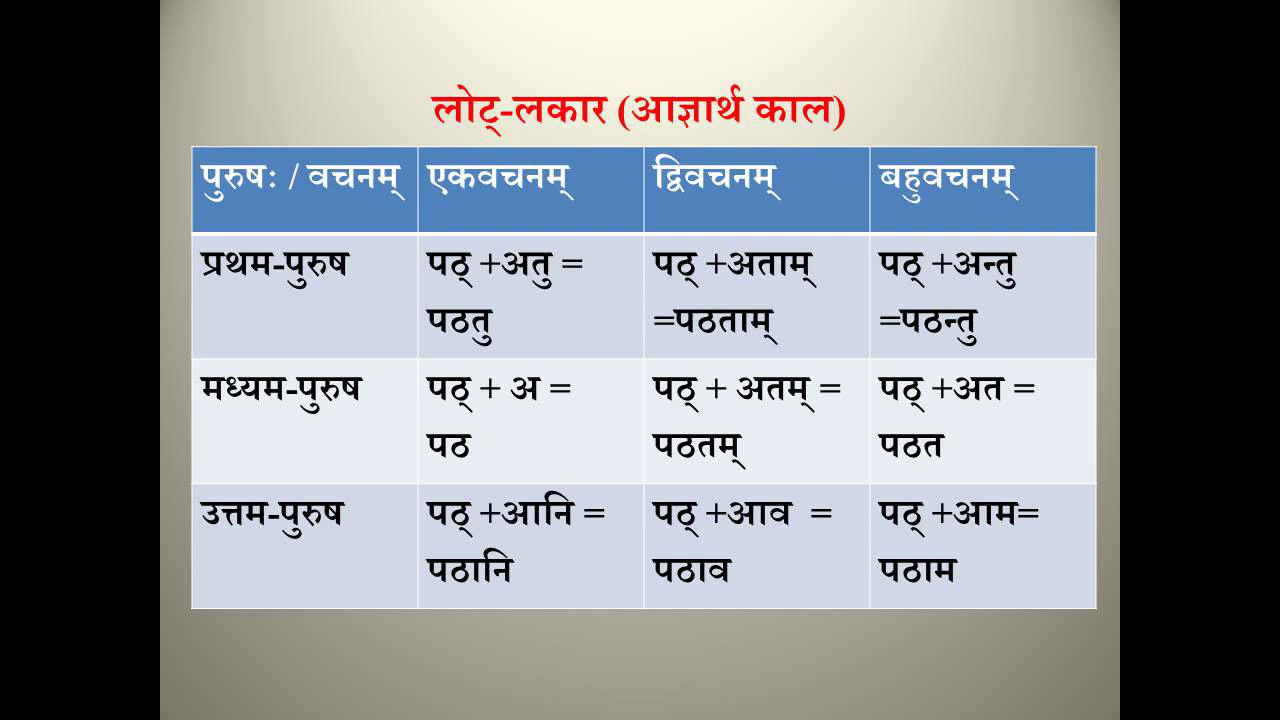 लोट्-लकार (आज्ञार्थ काल)
पुरुषः / वचनम् एकवचनम् द्विवचनम् बहुवचनम्
प्रथम-पुरुष पठ् +अतु = पठ् +अताम् पठ् +अन्तु
पठतु =पठताम् =पठन्तु
मध्यम-पुरुष पठ् + अ = पठ् + अतम् = पठ् +अत =
पठ पठतम् पठत
उत्तम-पुरुष पठ् +आनि = पठ् +आव = पठ् +आम=
पठानि पठाव पठाम